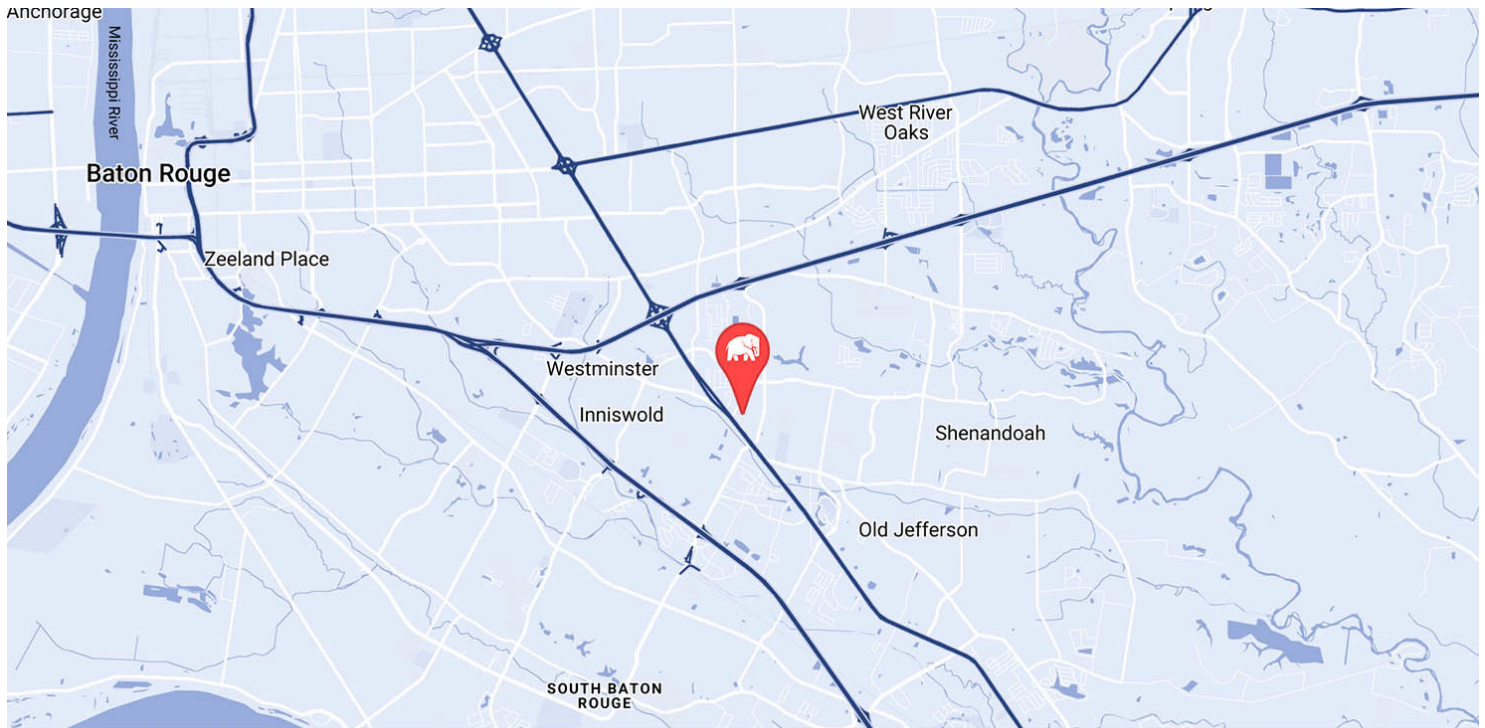 Anchorage
Mississippi River
West River
Oaks
Baton Rouge
Zeeland Place
Westminster
Inniswold
Shenandoah
Old Jefferson
SOUTH BATON
ROUGE